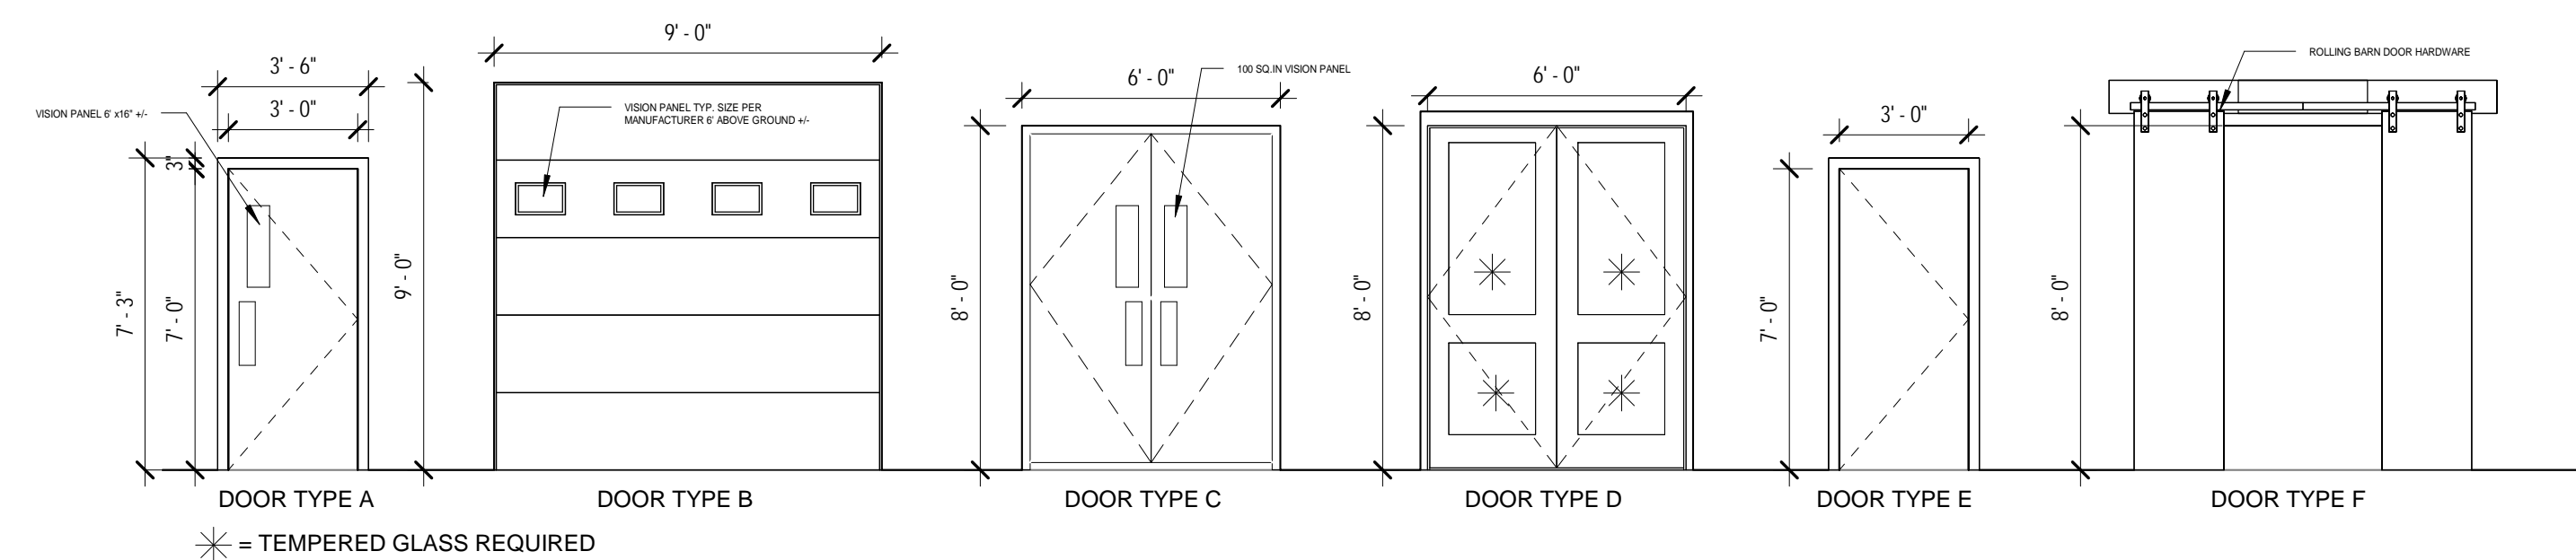 9' - 0"
ROLLING BARN DOOR HARDWARE
3' - 6"
6' - 0"
100 SQ.IN VISION PANEL
6' - 0"
3' - 0"
VISION PANEL 6' x16" +/-
VISION PANEL TYP. SIZE PER
MANUFACTURER 6' ABOVE GROUND +/-
3' - 0"
3"
7' - 3"
7' - 0"
9' - 0"
8' - 0"
8' - 0"
7' - 0"
8' - 0"
DOOR TYPE A
DOOR TYPE B
DOOR TYPE C
DOOR TYPE D
DOOR TYPE E
DOOR TYPE F
= TEMPERED GLASS REQUIRED